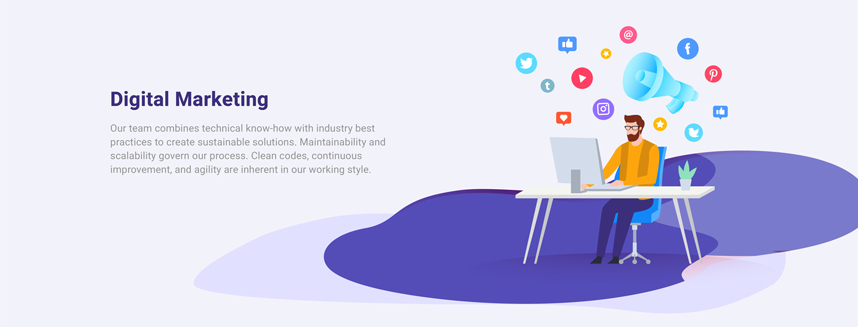 Digital Marketing
Our team combines technical know-how with industry best
practices to create sustainable solutions. Maintainability and
scalability govern our process. Clean codes, continuous
improvement, and agility are inherent in our working style.